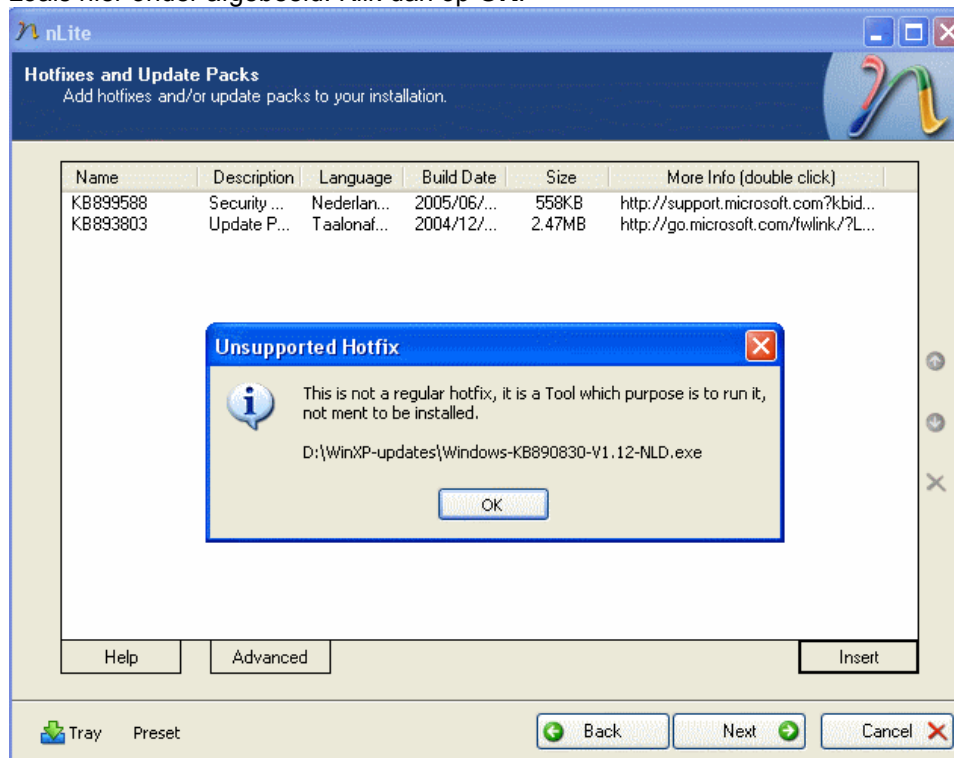 nLite
Hotfixes and Update Packs
Add hotfixes and/or update packs to your installation.
Name Description Language Build Date Size More Info (double click)
KB899588 Security ... Nederlan... 2005/06/... 558KB http://support.microsoft.com?kbid...
KB893803 Update P... Taalonaf... 2004/12/... 2.47MB http://go.microsoft.com/fwlink/?L...
Unsupported Hotfix
This is not a regular hotfix, it is a Tool which purpose is to run it,
not ment to be installed.
D:\WinXP-updates\Windows-KB890830-V1.12-NLD.exe
OK
Help Advanced Insert
Tray Preset Back Next Cancel